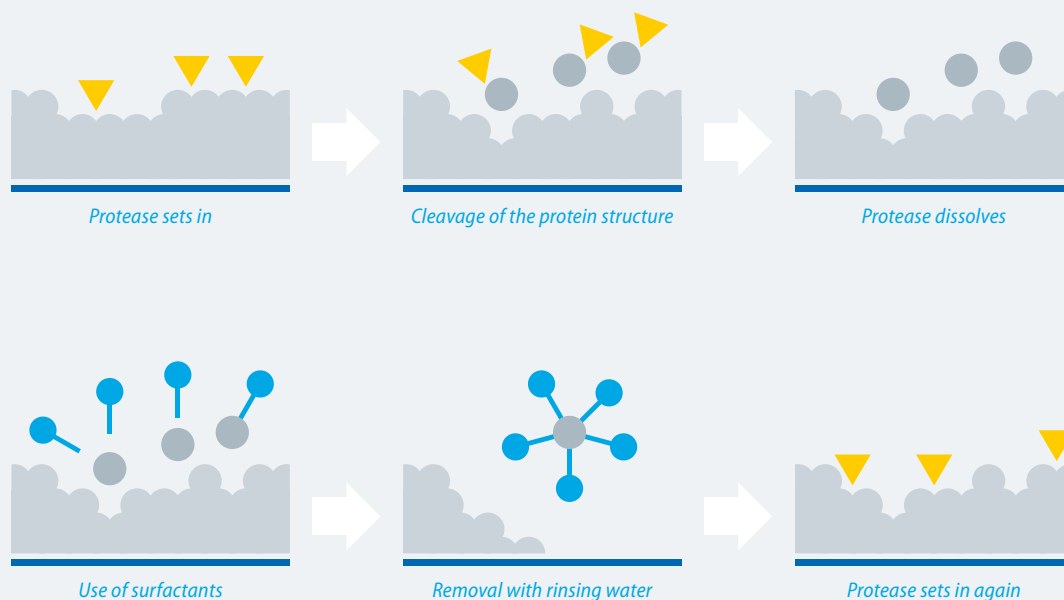 Protease sets in
Cleavage of the protein structure
Protease dissolves
Use of surfactants
Removal with rinsing water
Protease sets in again